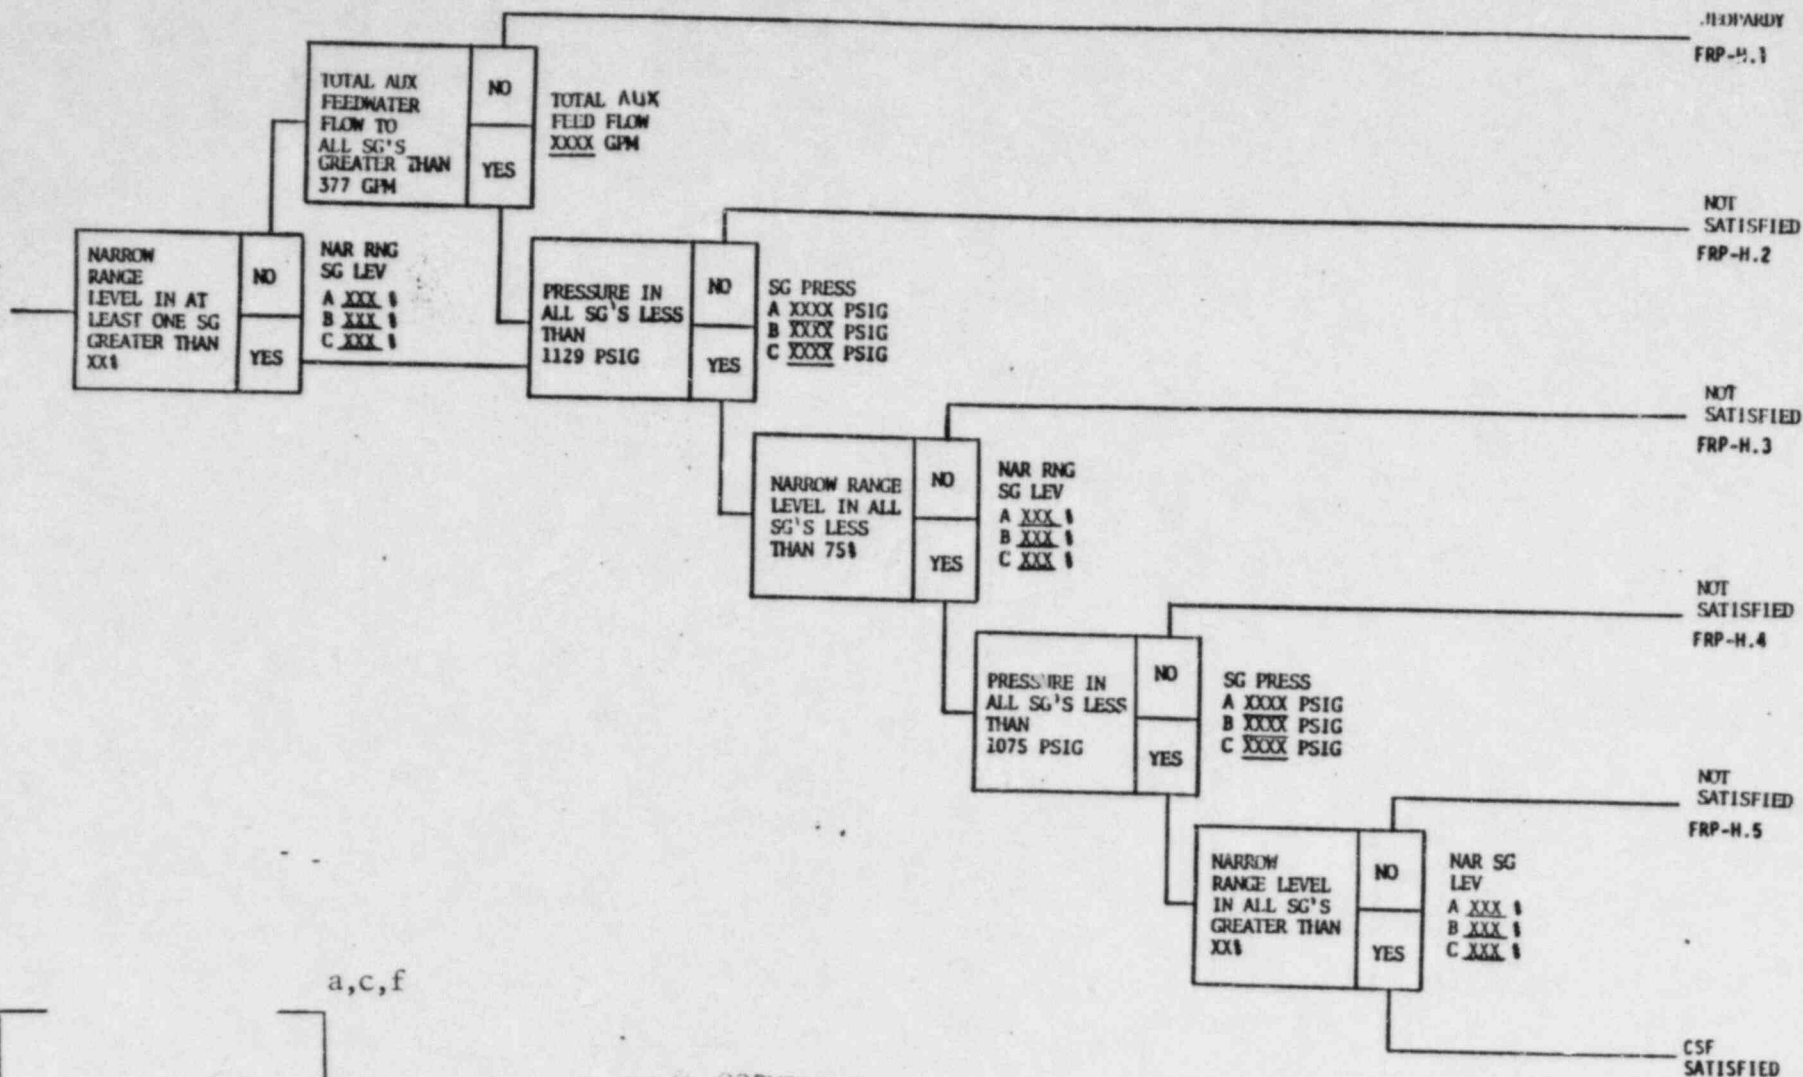 JEOPARDY
FRP-H.1
TOTAL AUX
FEEDWATER
FLOW TO
ALL SG'S
GREATER THAN
377 GPM
NO
YES
TOTAL AUX
FEED FLOW
XXXX GPM
NOT
SATISFIED
FRP-H.2
NARROW
RANGE
LEVEL IN AT
LEAST ONE SG
GREATER THAN
XX%
NO
YES
NAR RNG
SG LEV
A XXX %
B XXX %
C XXX %
PRESSURE IN
ALL SG'S LESS
THAN
1129 PSIG
NO
YES
SG PRESS
A XXXX PSIG
B XXXX PSIG
C XXXX PSIG
NOT
SATISFIED
FRP-H.3
NARROW RANGE
LEVEL IN ALL
SG'S LESS
THAN 75%
NO
YES
NAR RNG
SG LEV
A XXX %
B XXX %
C XXX %
NOT
SATISFIED
FRP-H.4
PRESSURE IN
ALL SG'S LESS
THAN
1075 PSIG
NO
YES
SG PRESS
A XXXX PSIG
B XXXX PSIG
C XXXX PSIG
NOT
SATISFIED
FRP-H.5
NARROW
RANGE LEVEL
IN ALL SG'S
GREATER THAN
XX%
NO
YES
NAR SG
LEV
A XXX %
B XXX %
C XXX %
CSF
SATISFIED
a,c,f